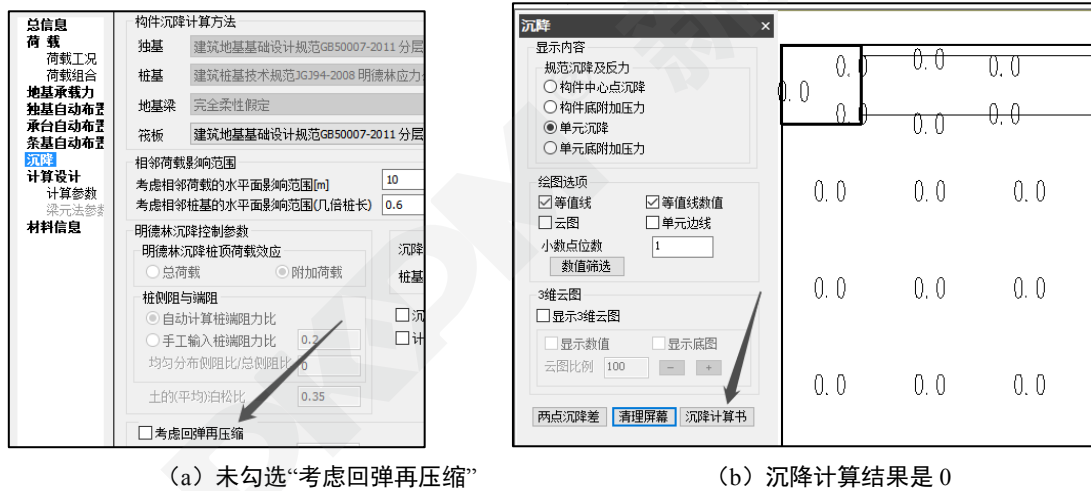 总信息
荷 载
荷载工况
荷载组合
地基承载力
独基自动布置
承台自动布置
条基自动布置
沉降
计算设计
计算参数
梁元法参数
材料信息
构件沉降计算方法
独基 建筑地基基础设计规范GB50007-2011 分层
桩基 建筑桩基技术规范JGJ94-2008 明德林应力
地基梁 完全柔性假定
筏板 建筑地基基础设计规范GB50007-2011 分层
相邻荷载影响范围
考虑相邻荷载的水平面影响范围[m] 10
考虑相邻桩基的水平影响范围(几倍桩长) 0.6
明德林沉降控制参数
明德林沉降桩顶荷载效应 沉降
总荷载 附加荷载 桩基
桩侧阻与端阻
自动计算桩端阻力比 沉
手工输入桩端阻力比 0.2 计
均匀分布侧阻比/总侧阻比 0
土的(平均)泊松比 0.35
考虑回弹再压缩
(a)未勾选“考虑回弹再压缩”
沉降 ×
显示内容
规范沉降及反力
构件中心点沉降
构件底附加压力
单元沉降
单元底附加压力
绘图选项
等值线 等值线数值
云图 单元边线
小数点位数 1
数值筛选
3维云图
显示3维云图
显示数值 显示底图
云图比例 100 - +
两点沉降差 清理屏幕 沉降计算书
0.0 0.0 0.0
0.0
0.0 0.0 0.0
0.0 0.0 0.0
0.0 0.0 0.0
0.0 0.0 0.0
(b)沉降计算结果是 0